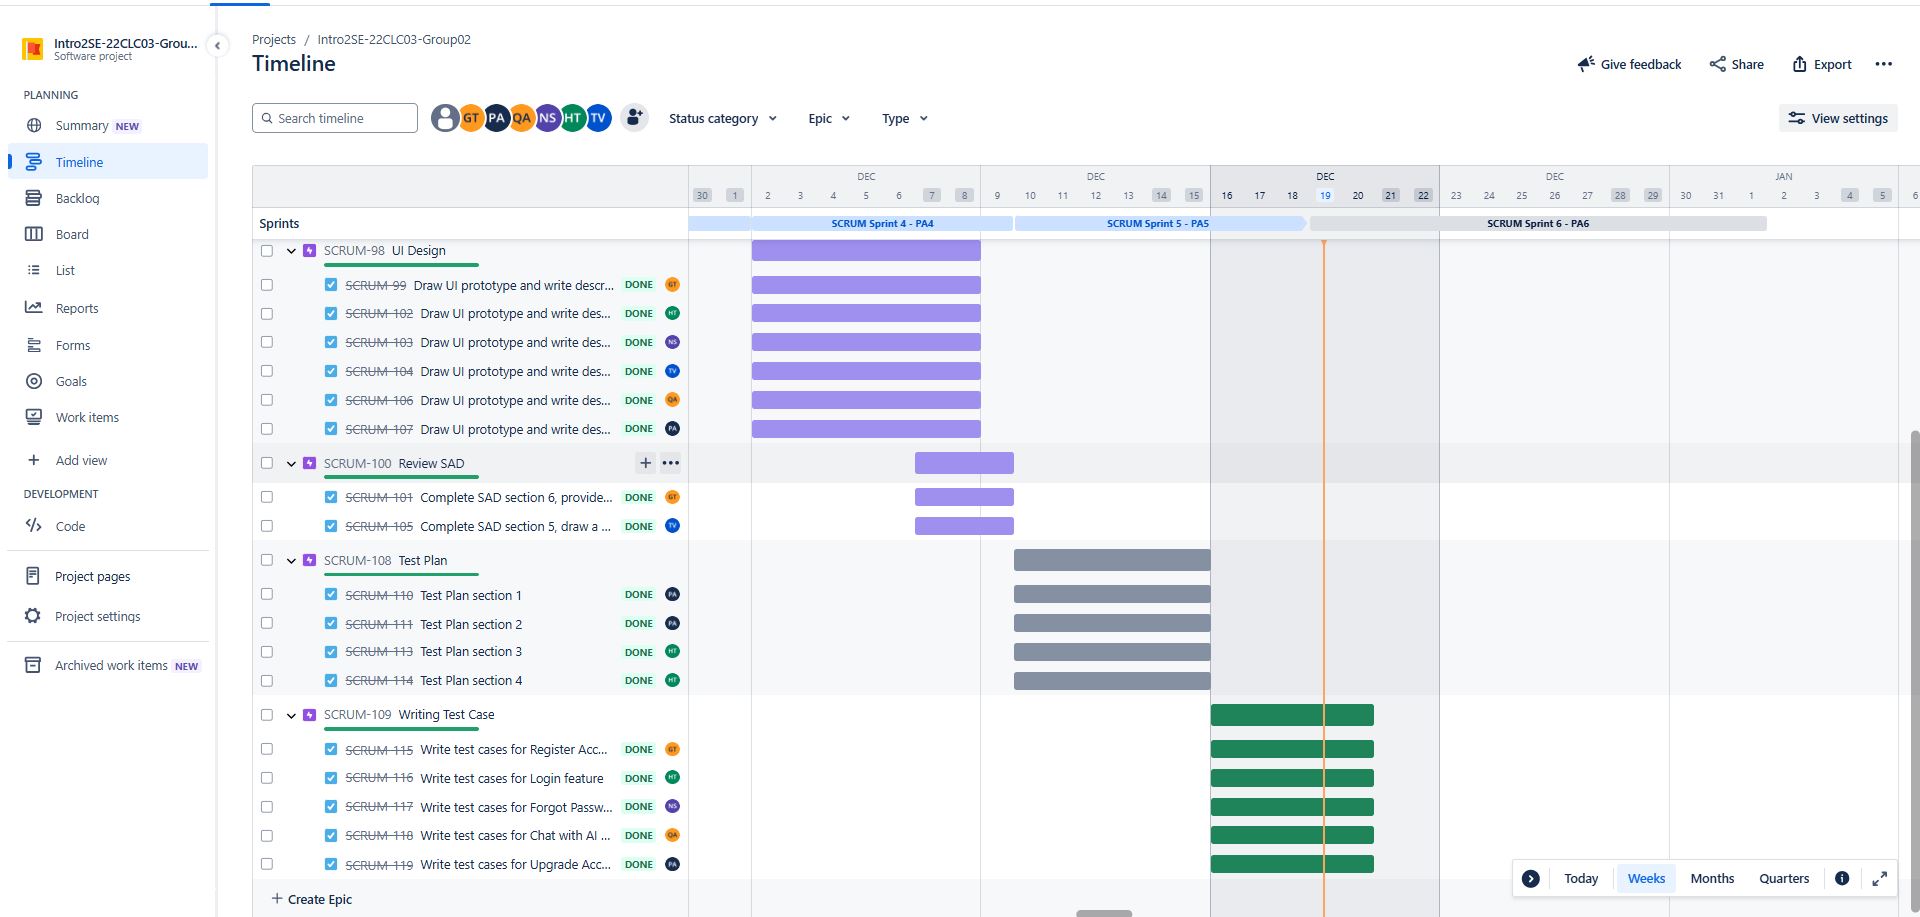 Intro2SE-22CLC03-Grou...
Software project
PLANNING
Summary NEW
Timeline
Backlog
Board
List
Reports
Forms
Goals
Work items
Add view
DEVELOPMENT
Code
Project pages
Project settings
Archived work items NEW
Projects / Intro2SE-22CLC03-Group02
Timeline
Give feedback Share Export
Search timeline GT PA QA NS HT TV Status category Epic Type View settings
DEC DEC DEC DEC JAN
30 1 2 3 4 5 6 7 8 9 10 11 12 13 14 15 16 17 18 19 20 21 22 23 24 25 26 27 28 29 30 31 1 2 3 4 5 6
Sprints SCRUM Sprint 4 - PA4 SCRUM Sprint 5 - PA5 SCRUM Sprint 6 - PA6
SCRUM-98 UI Design
SCRUM-99 Draw UI prototype and write descr... DONE GT
SCRUM-102 Draw UI prototype and write des... DONE HT
SCRUM-103 Draw UI prototype and write des... DONE NS
SCRUM-104 Draw UI prototype and write des... DONE TV
SCRUM-106 Draw UI prototype and write des... DONE QA
SCRUM-107 Draw UI prototype and write des... DONE PA
SCRUM-100 Review SAD
SCRUM-101 Complete SAD section 6, provide... DONE GT
SCRUM-105 Complete SAD section 5, draw a ... DONE TV
SCRUM-108 Test Plan
SCRUM-110 Test Plan section 1 DONE PA
SCRUM-111 Test Plan section 2 DONE PA
SCRUM-113 Test Plan section 3 DONE HT
SCRUM-114 Test Plan section 4 DONE HT
SCRUM-109 Writing Test Case
SCRUM-115 Write test cases for Register Acc... DONE GT
SCRUM-116 Write test cases for Login feature DONE HT
SCRUM-117 Write test cases for Forgot Passw... DONE NS
SCRUM-118 Write test cases for Chat with AI ... DONE QA
SCRUM-119 Write test cases for Upgrade Acc... DONE PA
Create Epic
Today Weeks Months Quarters